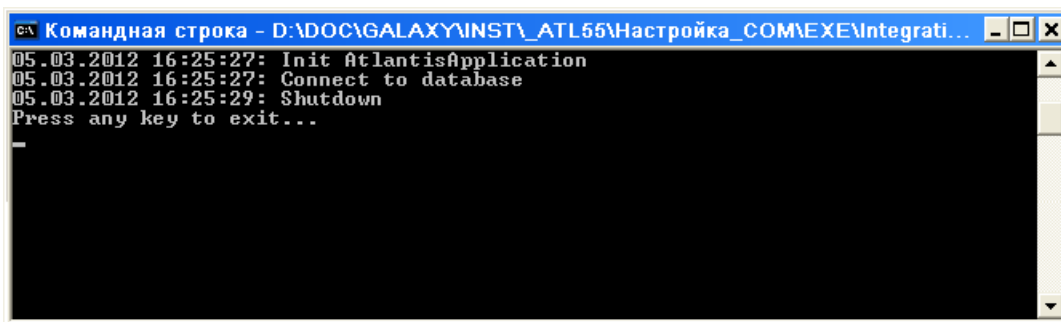 Командная строка - D:\DOC\GALAXY\INST\_ATL55\Настройка_COM\EXE\Integrati...
05.03.2012 16:25:27: Init AtlantisApplication
05.03.2012 16:25:27: Connect to database
05.03.2012 16:25:29: Shutdown
Press any key to exit...